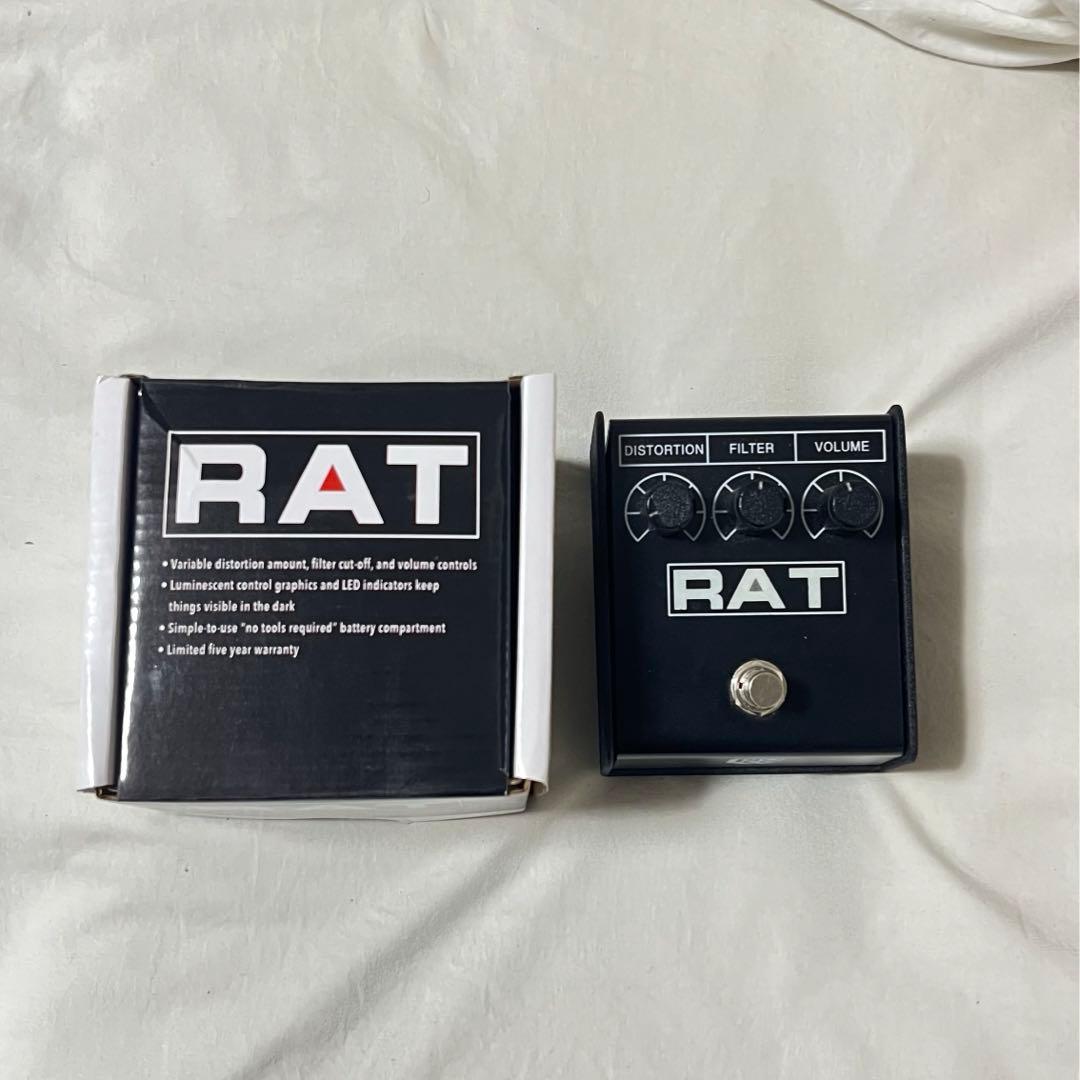 RAT
• Variable distortion amount, filter cut-off, and volume controls
• Luminescent control graphics and LED indicators keep
things visible in the dark
• Simple-to-use "no tools required" battery compartment
• Limited five year warranty
DISTORTION FILTER VOLUME
RAT